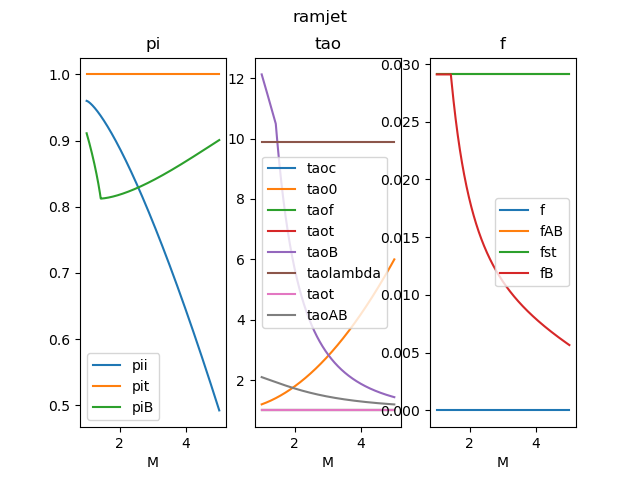 ramjet
pi
tao
f
1.0
0.9
0.8
0.7
0.6
0.5
pii
pit
piB
2
4
M
12
10
8
6
4
2
taoc
tao0
taof
taot
taoB
taolambda
taot
taoAB
2
4
M
0.030
0.025
0.020
0.015
0.010
0.005
0.000
f
fAB
fst
fB
2
4
M